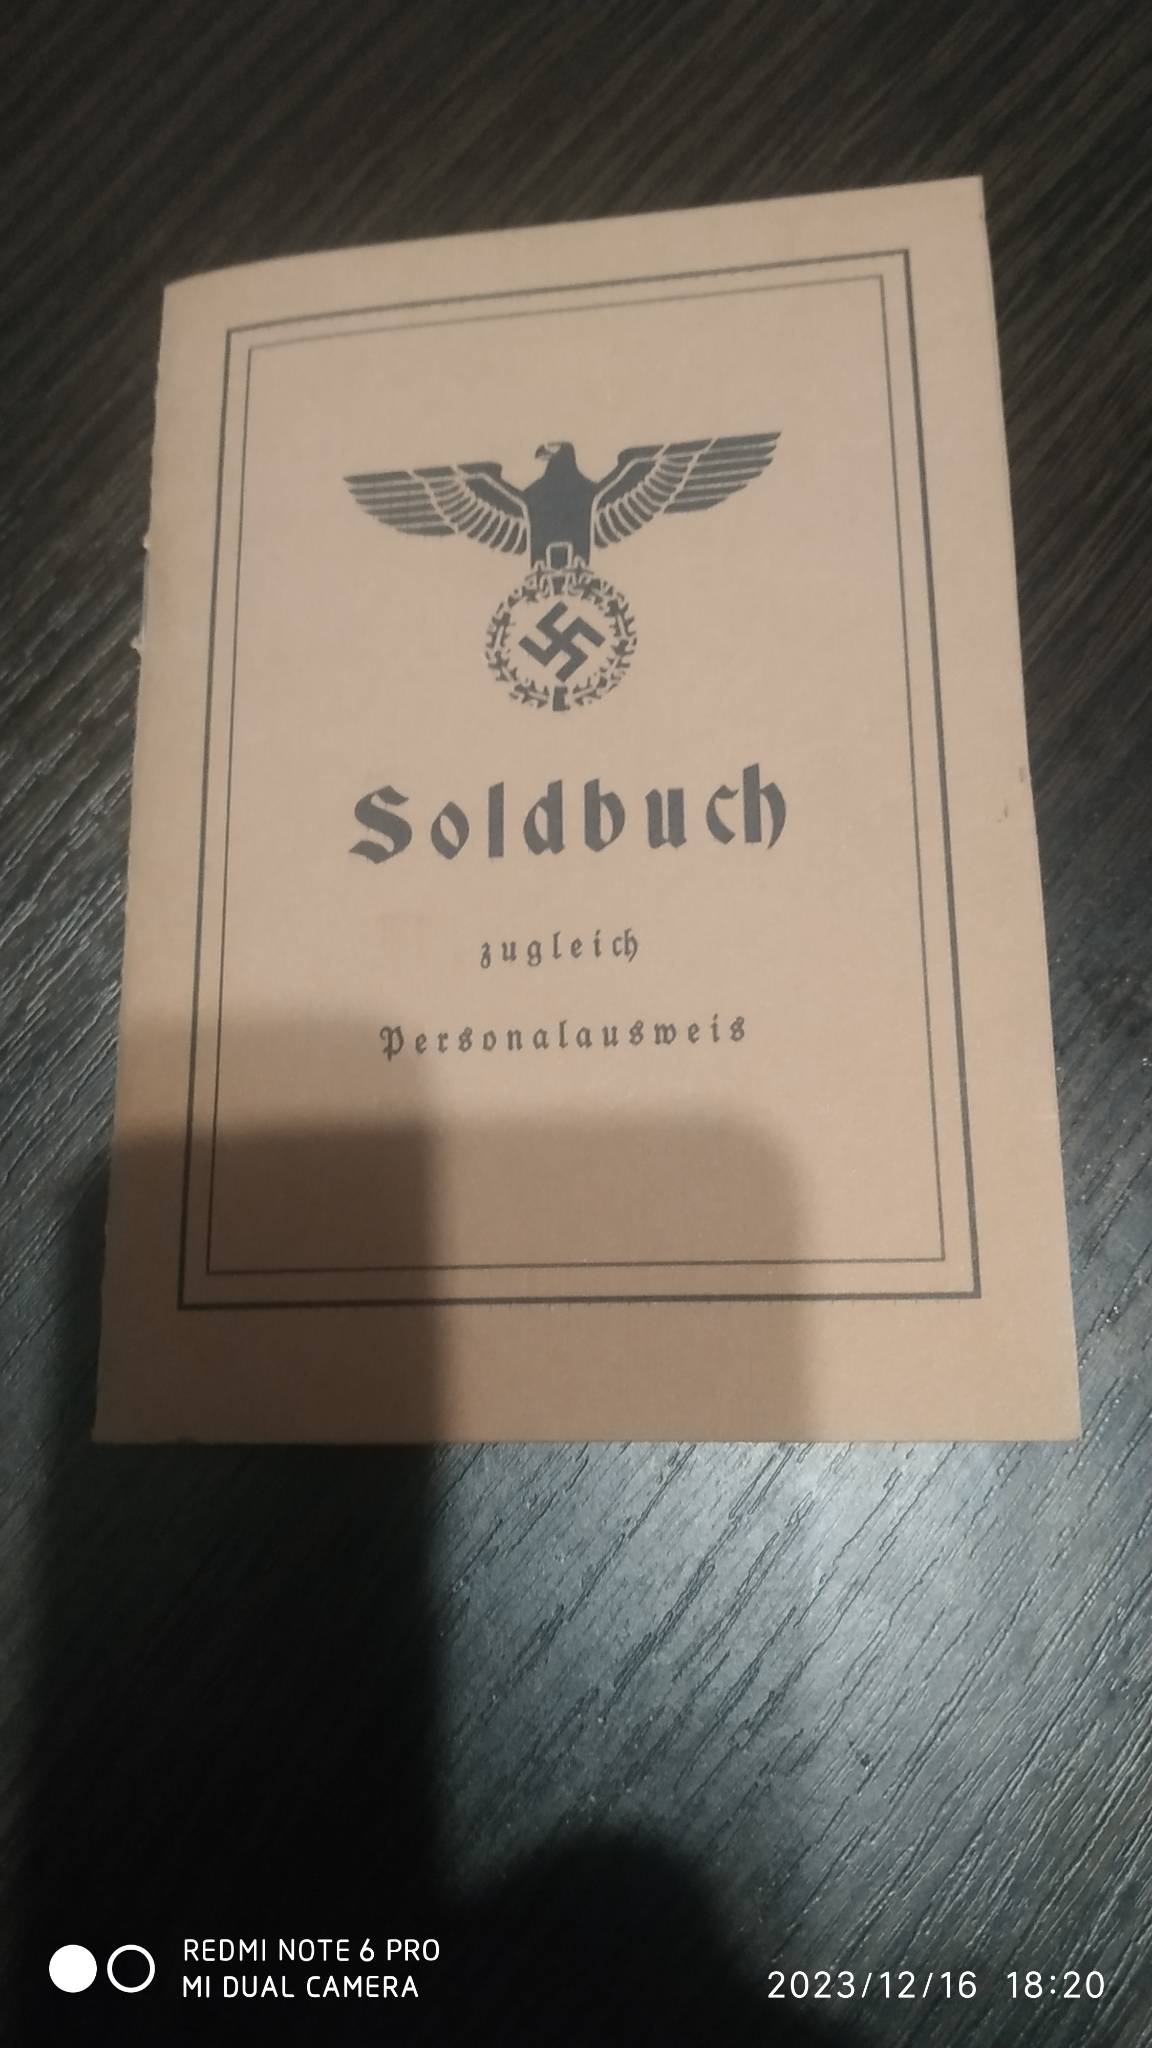 Soldbuch
zugleich
Personalausweis
REDMI NOTE 6 PRO
MI DUAL CAMERA
2023/12/16 18:20